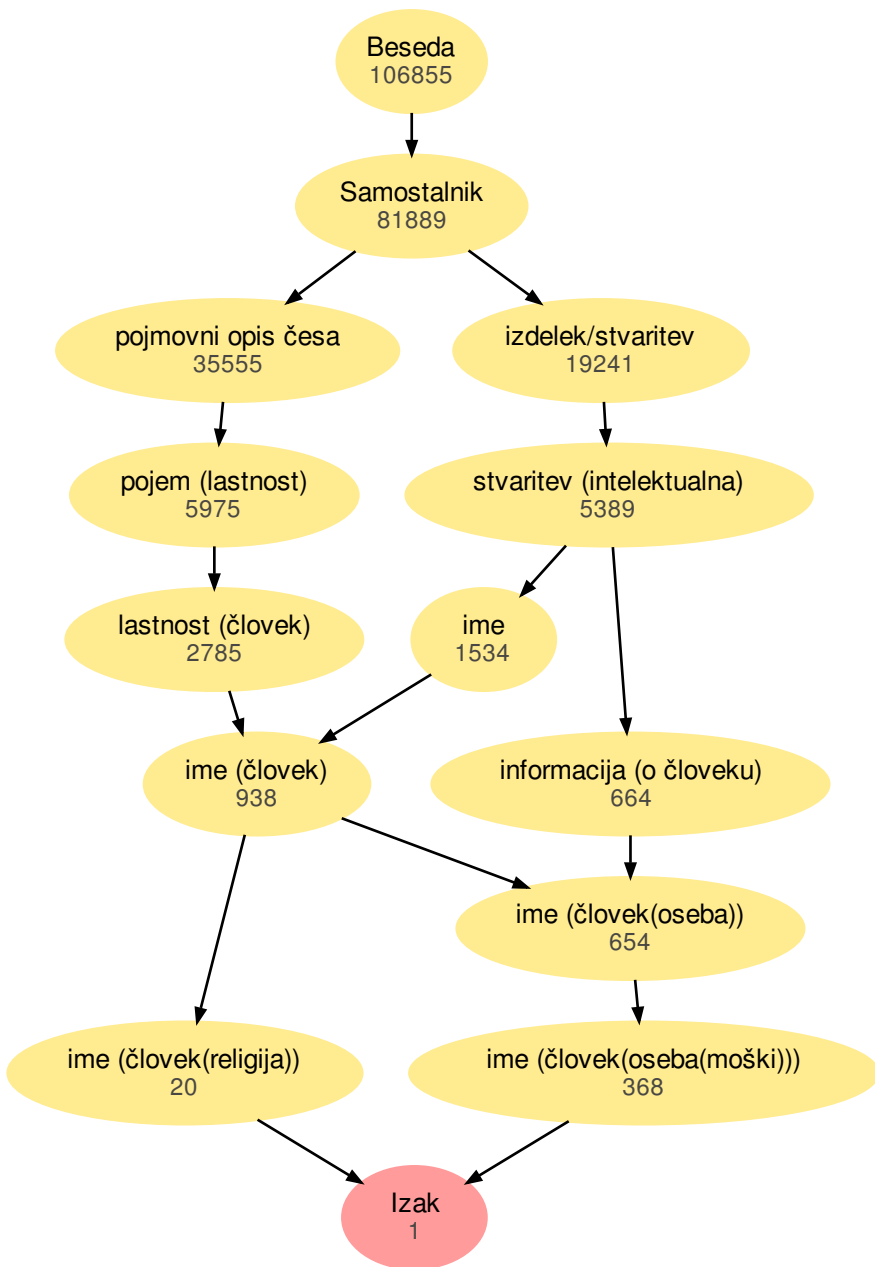 Beseda
106855
Samostalnik
81889
pojmovni opis česa
35555
izdelek/stvaritev
19241
pojem (lastnost)
5975
stvaritev (intelektualna)
5389
lastnost (človek)
2785
ime
1534
ime (človek)
938
informacija (o človeku)
664
ime (človek(oseba))
654
ime (človek(religija))
20
ime (človek(oseba(moški)))
368
Izak
1